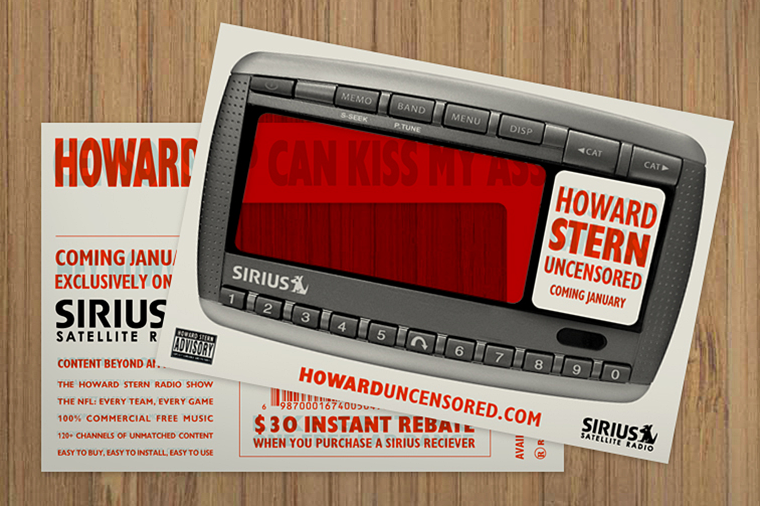 MEMO BAND MENU DISP ◄CAT CAT►
B-SEEK P.TUNE
CAN KISS MY ASS
HOWARD
STERN
UNCENSORED
COMING JANUARY
SIRIUS
1 2 3 4 5 6 7 8 9 0
HOWARD STERN
ADVISORY
HOWARDUNCENSORED.COM
SIRIUS
SATELLITE RADIO
HOWARD
COMING JANUA
EXCLUSIVELY ON
SIRIUS
SATELLITE RA
CONTENT BEYOND
THE HOWARD STERN RADIO SHOW
THE NFL: EVERY TEAM, EVERY GAME
100% COMMERCIAL FREE MUSIC
120+ CHANNELS OF UNMATCHED CONTENT
EASY TO BUY, EASY TO INSTALL, EASY TO USE
$30 INSTANT REBATE
WHEN YOU PURCHASE A SIRIUS RECIEVER
AVAI